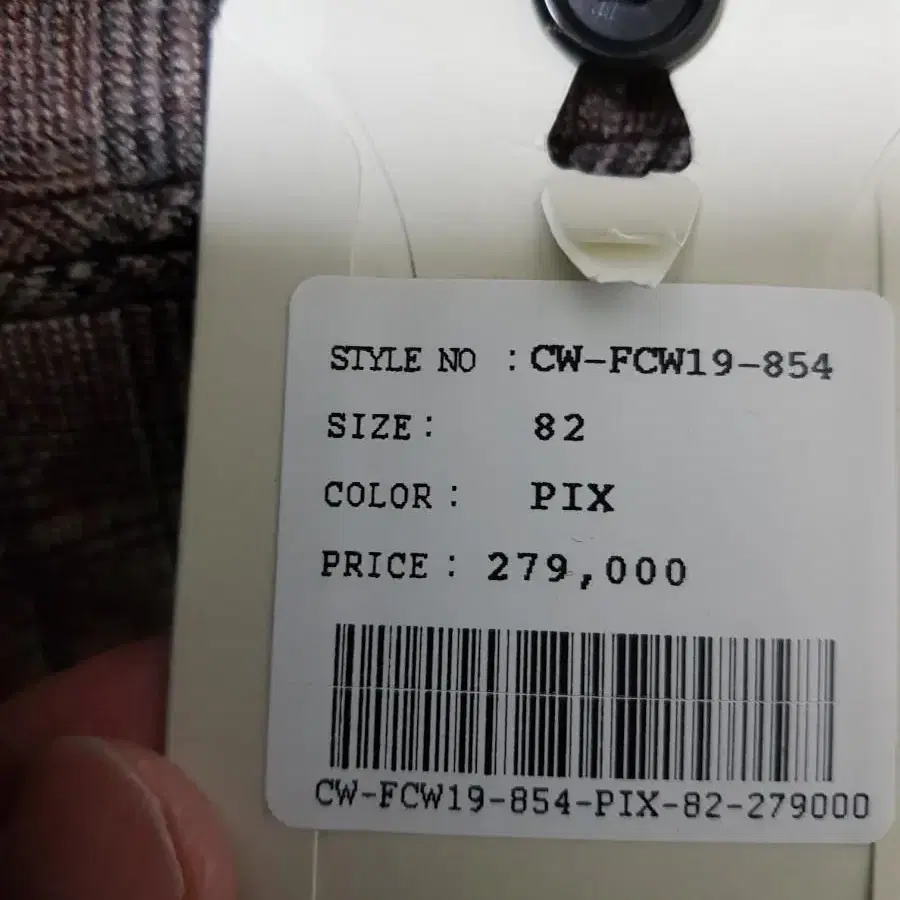 STYLE NO : CW-FCW19-854
SIZE: 82
COLOR : PIX
PRICE : 279,000
CW-FCW19-854-PIX-82-279000